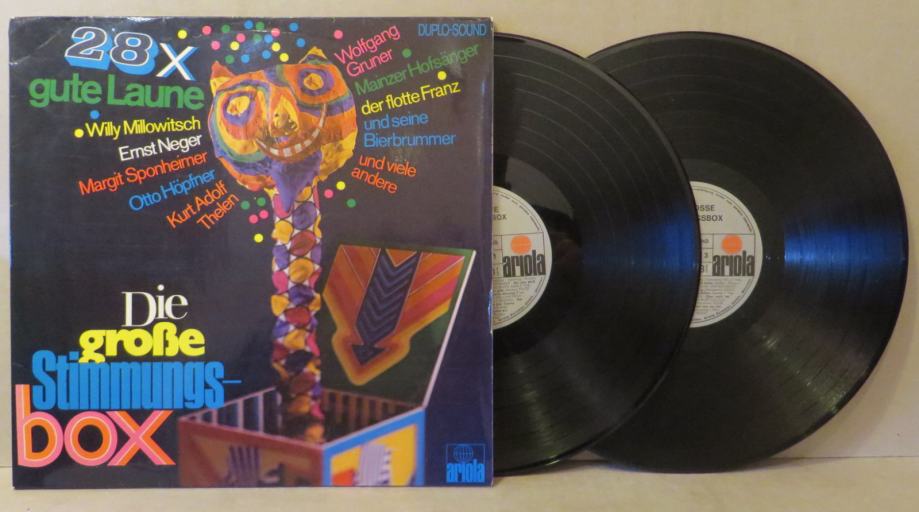 28x
gute Laune
Willy Millowitsch
Ernst Neger
Margit Sponheimer
Otto Höpfner
Kurt Adolf
Thelen
DUPLO-SOUND
Wolfgang
Gruner
Mainzer Hofsänger
der flotte Franz
und seine
Bierbrummer
und viele
andere
Die
große
Stimmungs-
box
ariola
ariola
ariola